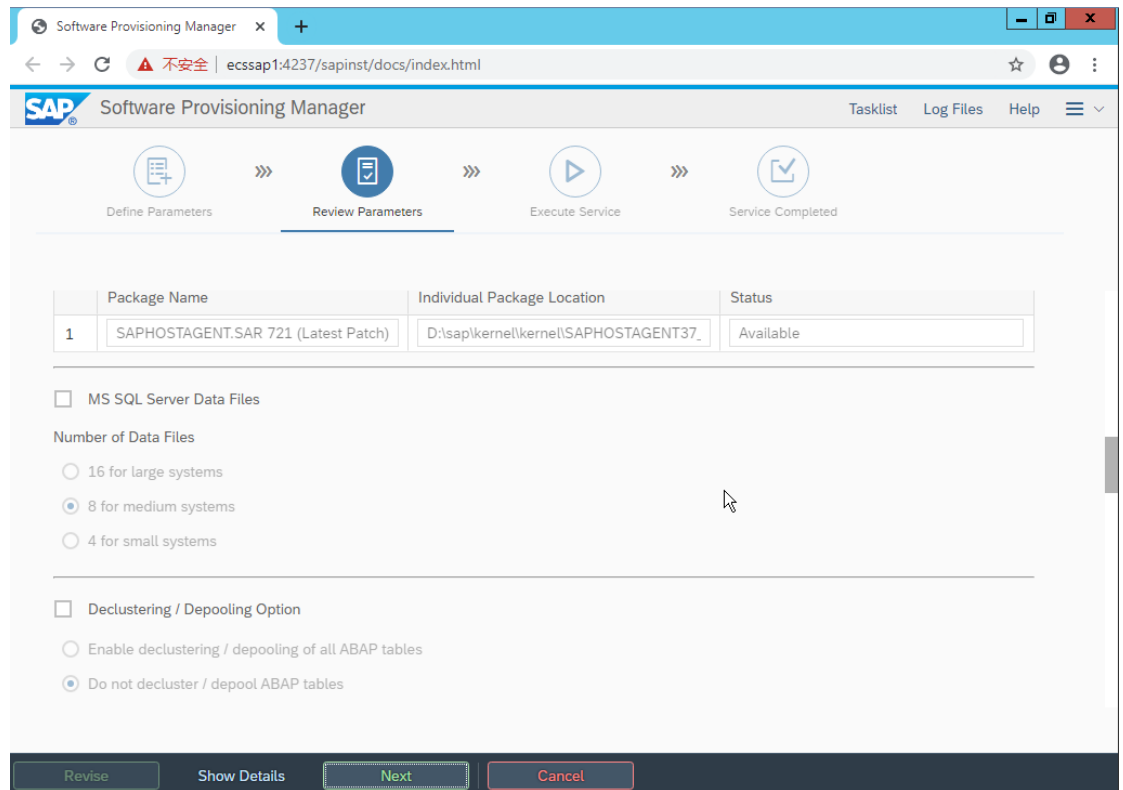 Software Provisioning Manager
不安全 | ecssap1:4237/sapinst/docs/index.html
SAP Software Provisioning Manager Tasklist Log Files Help
Define Parameters Review Parameters Execute Service Service Completed
Package Name Individual Package Location Status
1 SAPHOSTAGENT.SAR 721 (Latest Patch) D:\sap\kernel\kernel\SAPHOSTAGENT37_ Available
MS SQL Server Data Files
Number of Data Files
16 for large systems
8 for medium systems
4 for small systems
Declustering / Depooling Option
Enable declustering / depooling of all ABAP tables
Do not decluster / depool ABAP tables
Revise Show Details Next Cancel